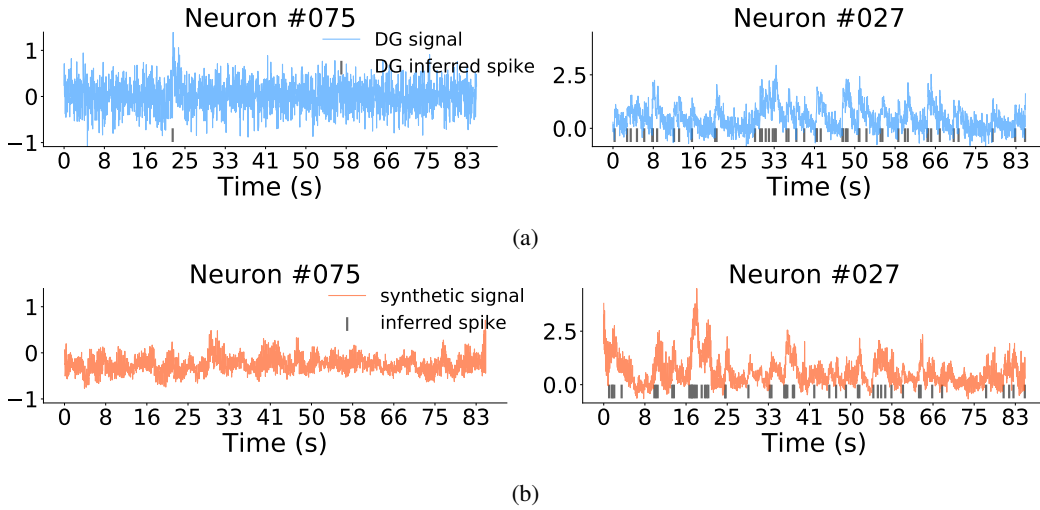 Neuron #075
DG signal
DG inferred spike
1
0
−1
0 8 16 24 33 41 50 58 66 75 83
Time (s)
Neuron #027
2.5
0.0
0 8 16 25 33 41 50 58 66 75 83
Time (s)
(a)
Neuron #075
synthetic signal
inferred spike
1
0
−1
0 8 16 25 33 41 50 58 66 75 83
Time (s)
Neuron #027
2.5
0.0
0 8 16 25 33 41 50 58 66 75 83
Time (s)
(b)